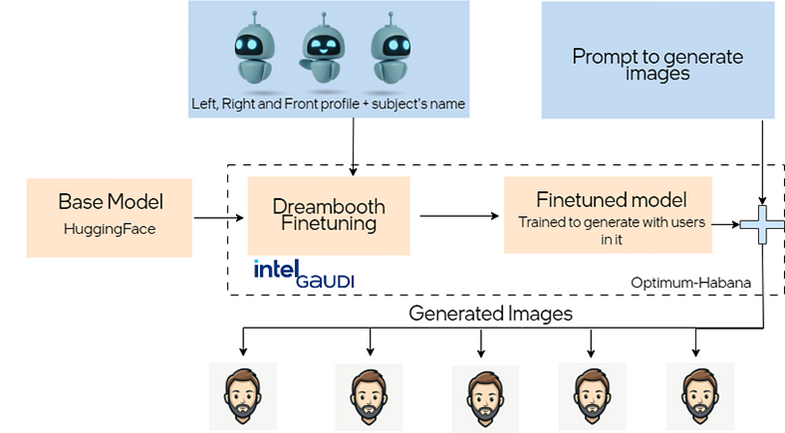 Left, Right and Front profile + subject's name
Prompt to generate
images
Base Model
HuggingFace
Dreambooth
Finetuning
Finetuned model
Trained to generate with users
in it
intel
GAUDI
Optimum-Habana
Generated Images